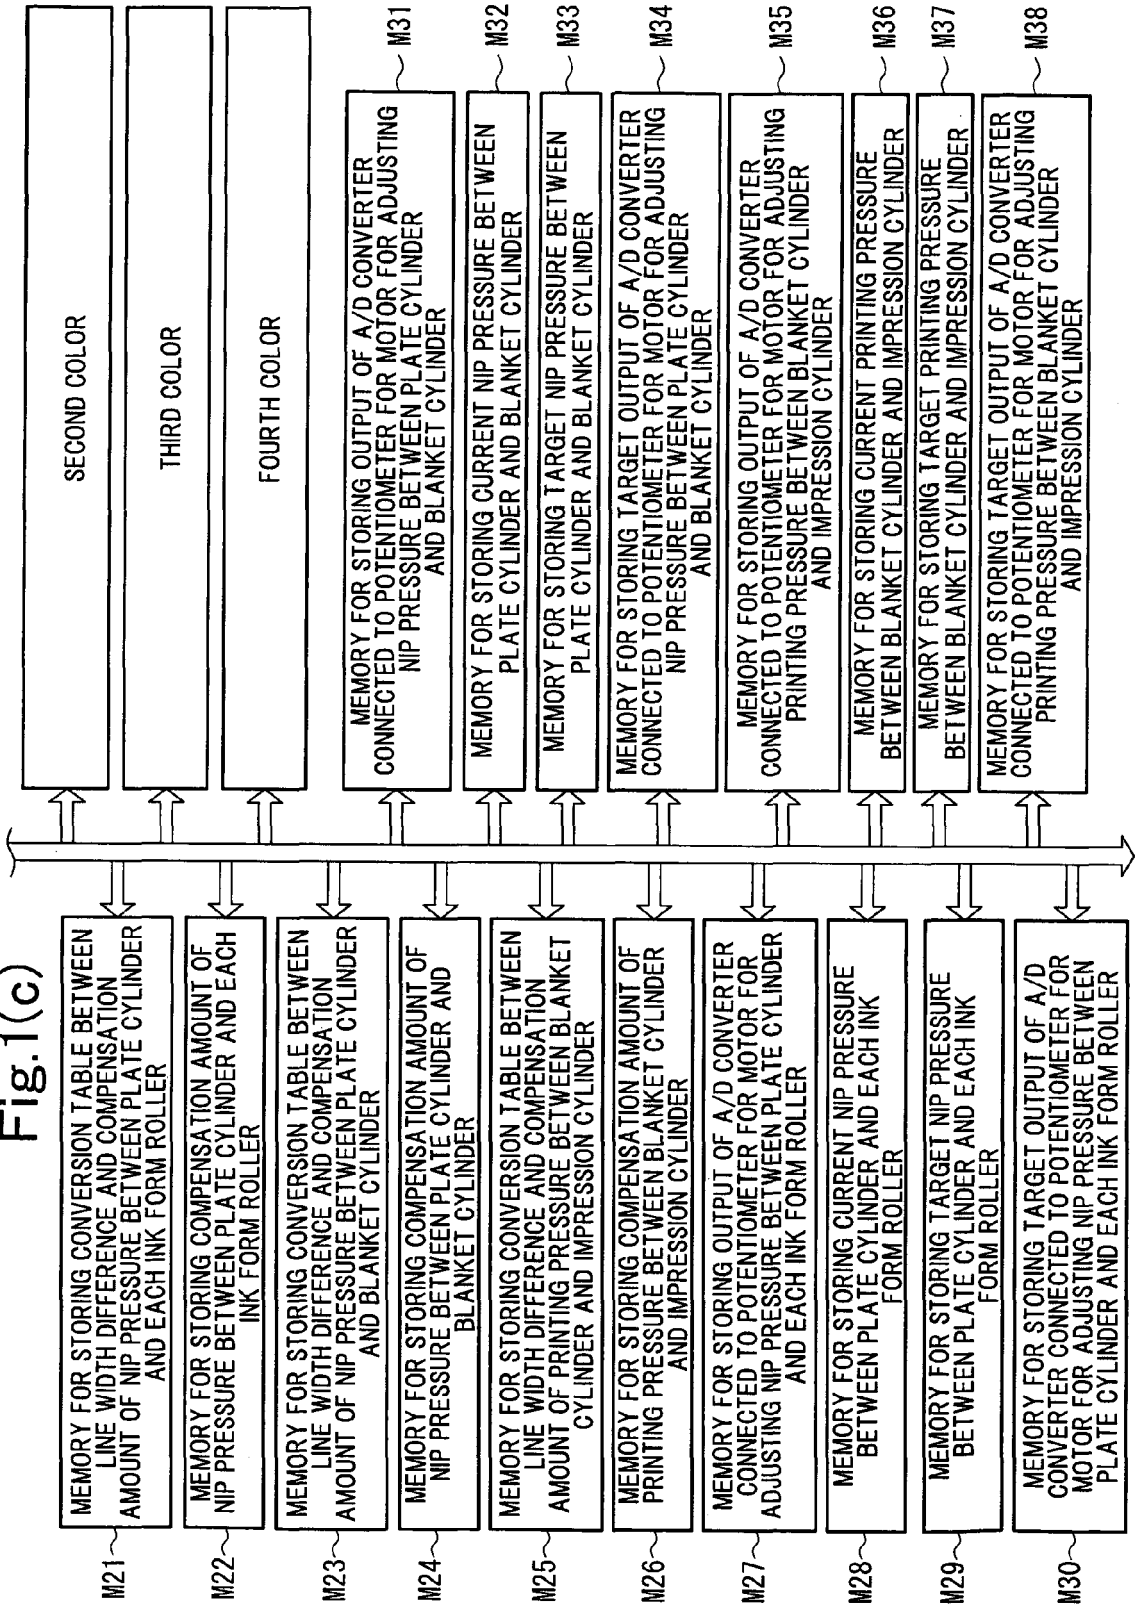 Fig.1(c)
MEMORY FOR STORING CONVERSION TABLE BETWEEN
LINE WIDTH DIFFERENCE AND COMPENSATION
AMOUNT OF NIP PRESSURE BETWEEN PLATE CYLINDER
AND EACH INK FORM ROLLER
M21
MEMORY FOR STORING COMPENSATION AMOUNT OF
NIP PRESSURE BETWEEN PLATE CYLINDER AND EACH
INK FORM ROLLER
M22
MEMORY FOR STORING CONVERSION TABLE BETWEEN
LINE WIDTH DIFFERENCE AND COMPENSATION
AMOUNT OF NIP PRESSURE BETWEEN PLATE CYLINDER
AND BLANKET CYLINDER
M23
MEMORY FOR STORING COMPENSATION AMOUNT OF
NIP PRESSURE BETWEEN PLATE CYLINDER AND
BLANKET CYLINDER
M24
MEMORY FOR STORING CONVERSION TABLE BETWEEN
LINE WIDTH DIFFERENCE AND COMPENSATION
AMOUNT OF PRINTING PRESSURE BETWEEN BLANKET
CYLINDER AND IMPRESSION CYLINDER
M25
MEMORY FOR STORING COMPENSATION AMOUNT OF
PRINTING PRESSURE BETWEEN BLANKET CYLINDER
AND IMPRESSION CYLINDER
M26
MEMORY FOR STORING OUTPUT OF A/D CONVERTER
CONNECTED TO POTENTIOMETER FOR MOTOR FOR
ADJUSTING NIP PRESSURE BETWEEN PLATE CYLINDER
AND EACH INK FORM ROLLER
M27
MEMORY FOR STORING CURRENT NIP PRESSURE
BETWEEN PLATE CYLINDER AND EACH INK
FORM ROLLER
M28
MEMORY FOR STORING TARGET NIP PRESSURE
BETWEEN PLATE CYLINDER AND EACH INK
FORM ROLLER
M29
MEMORY FOR STORING TARGET OUTPUT OF A/D
CONVERTER CONNECTED TO POTENTIOMETER FOR
MOTOR FOR ADJUSTING NIP PRESSURE BETWEEN
PLATE CYLINDER AND EACH INK FORM ROLLER
M30
SECOND COLOR
THIRD COLOR
FOURTH COLOR
MEMORY FOR STORING OUTPUT OF A/D CONVERTER
CONNECTED TO POTENTIOMETER FOR MOTOR FOR ADJUSTING
NIP PRESSURE BETWEEN PLATE CYLINDER
AND BLANKET CYLINDER
M31
MEMORY FOR STORING CURRENT NIP PRESSURE BETWEEN
PLATE CYLINDER AND BLANKET CYLINDER
M32
MEMORY FOR STORING TARGET NIP PRESSURE BETWEEN
PLATE CYLINDER AND BLANKET CYLINDER
M33
MEMORY FOR STORING TARGET OUTPUT OF A/D CONVERTER
CONNECTED TO POTENTIOMETER FOR MOTOR FOR ADJUSTING
NIP PRESSURE BETWEEN PLATE CYLINDER
AND BLANKET CYLINDER
M34
MEMORY FOR STORING OUTPUT OF A/D CONVERTER
CONNECTED TO POTENTIOMETER FOR MOTOR FOR ADJUSTING
PRINTING PRESSURE BETWEEN BLANKET CYLINDER
AND IMPRESSION CYLINDER
M35
MEMORY FOR STORING CURRENT PRINTING PRESSURE
BETWEEN BLANKET CYLINDER AND IMPRESSION CYLINDER
M36
MEMORY FOR STORING TARGET PRINTING PRESSURE
BETWEEN BLANKET CYLINDER AND IMPRESSION CYLINDER
M37
MEMORY FOR STORING TARGET OUTPUT OF A/D CONVERTER
CONNECTED TO POTENTIOMETER FOR MOTOR FOR ADJUSTING
PRINTING PRESSURE BETWEEN BLANKET CYLINDER
AND IMPRESSION CYLINDER
M38